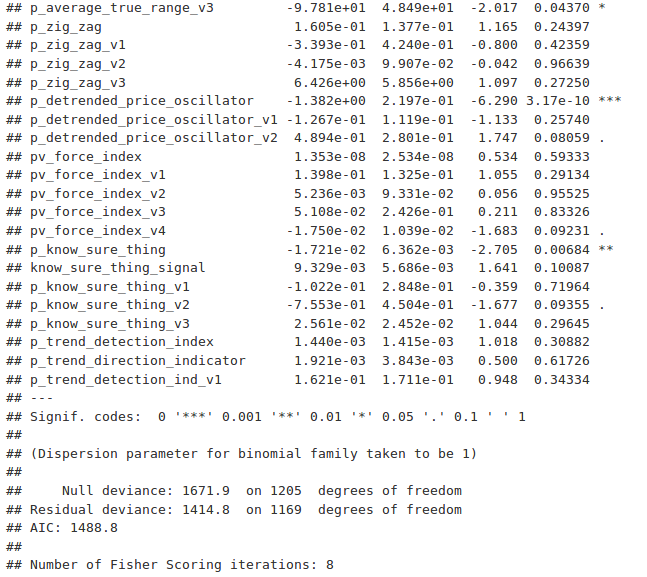 ## p_average_true_range_v3         -9.781e+01  4.849e+01  -2.017  0.04370 *
## p_zig_zag                        1.605e-01  1.377e-01   1.165  0.24397
## p_zig_zag_v1                    -3.393e-01  4.240e-01  -0.800  0.42359
## p_zig_zag_v2                    -4.175e-03  9.907e-02  -0.042  0.96639
## p_zig_zag_v3                     6.426e+00  5.856e+00   1.097  0.27250
## p_detrended_price_oscillator    -1.382e+00  2.197e-01  -6.290 3.17e-10 ***
## p_detrended_price_oscillator_v1 -1.267e-01  1.119e-01  -1.133  0.25740
## p_detrended_price_oscillator_v2  4.894e-01  2.801e-01   1.747  0.08059 .
## pv_force_index                   1.353e-08  2.534e-08   0.534  0.59333
## pv_force_index_v1                1.398e-01  1.325e-01   1.055  0.29134
## pv_force_index_v2                5.236e-03  9.331e-02   0.056  0.95525
## pv_force_index_v3                5.108e-02  2.426e-01   0.211  0.83326
## pv_force_index_v4               -1.750e-02  1.039e-02  -1.683  0.09231 .
## p_know_sure_thing               -1.721e-02  6.362e-03  -2.705  0.00684 **
## know_sure_thing_signal           9.329e-03  5.686e-03   1.641  0.10087
## p_know_sure_thing_v1            -1.022e-01  2.848e-01  -0.359  0.71964
## p_know_sure_thing_v2            -7.553e-01  4.504e-01  -1.677  0.09355 .
## p_know_sure_thing_v3             2.561e-02  2.452e-02   1.044  0.29645
## p_trend_detection_index          1.440e-03  1.415e-03   1.018  0.30882
## p_trend_direction_indicator      1.921e-03  3.843e-03   0.500  0.61726
## p_trend_detection_ind_v1         1.621e-01  1.711e-01   0.948  0.34334
## ---
## Signif. codes:  0 '***' 0.001 '**' 0.01 '*' 0.05 '.' 0.1 ' ' 1
##
## (Dispersion parameter for binomial family taken to be 1)
##
##     Null deviance: 1671.9  on 1205  degrees of freedom
## Residual deviance: 1414.8  on 1169  degrees of freedom
## AIC: 1488.8
##
## Number of Fisher Scoring iterations: 8